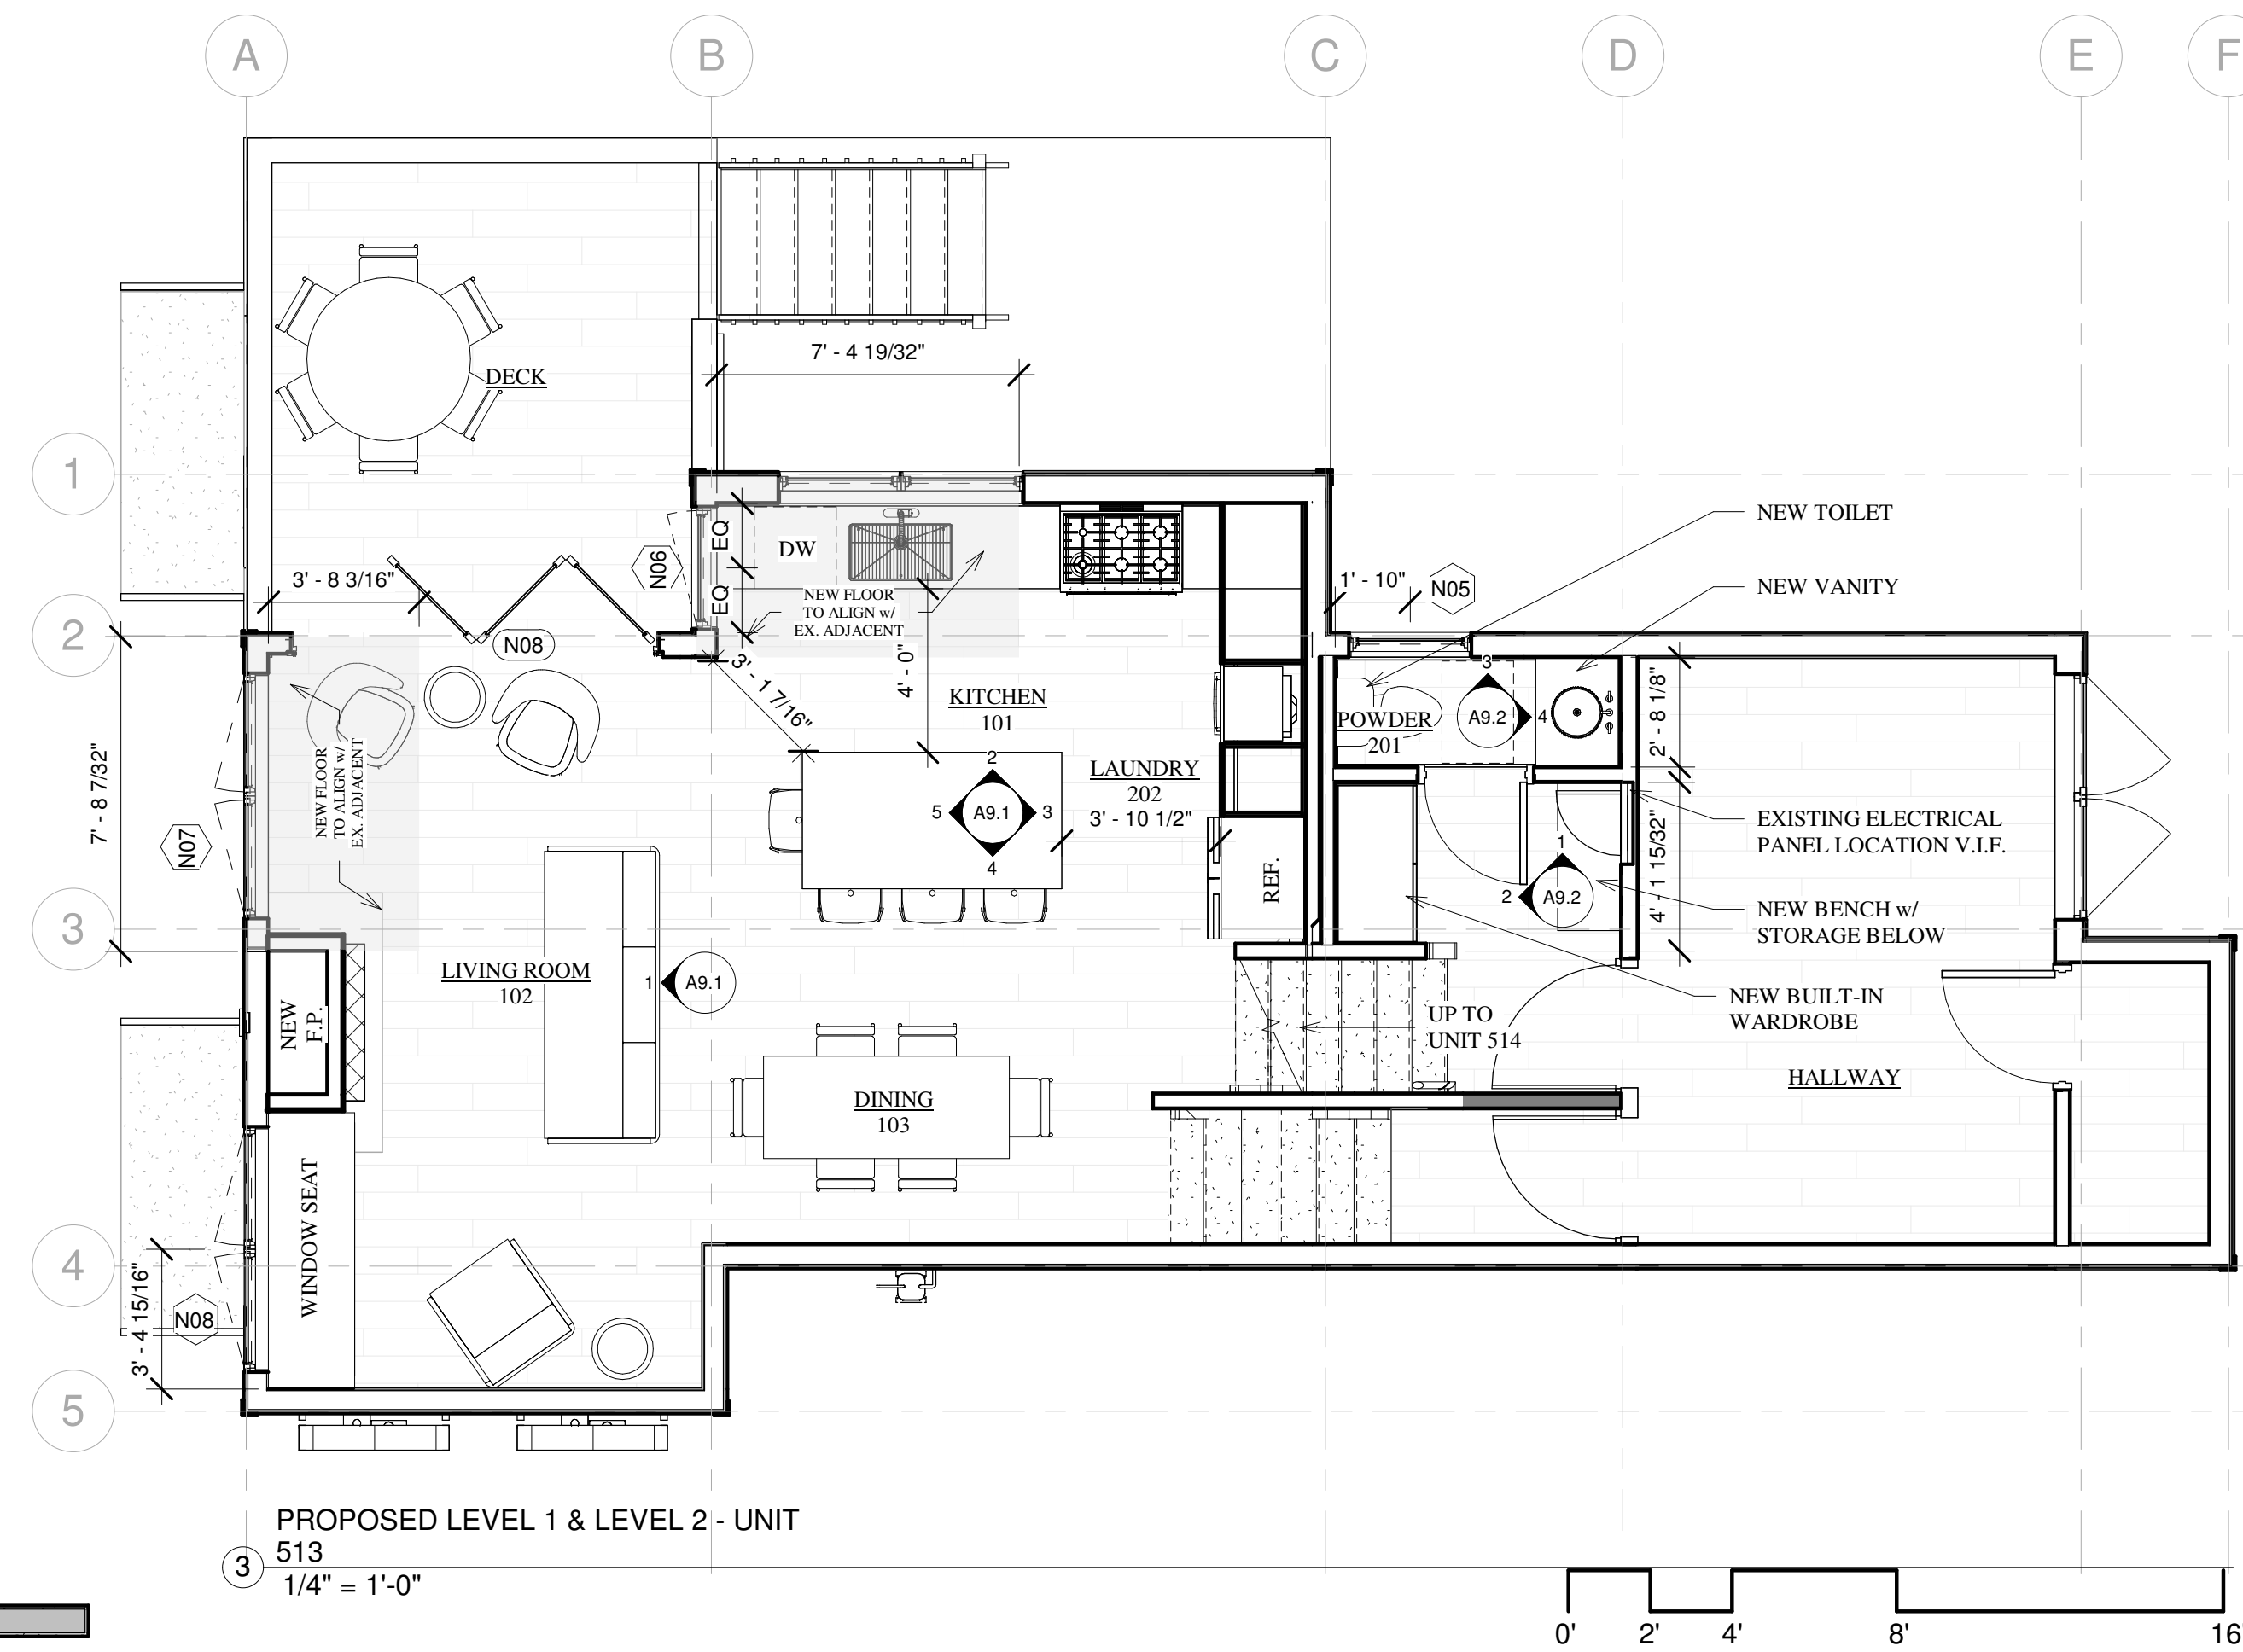 A
B
C
D
E
F
7' - 4 19/32"
DECK
1
NEW TOILET
EQ
DW
N06
3' - 8 3/16"
1' - 10"
N05
NEW VANITY
EQ
NEW FLOOR
TO ALIGN w/
EX. ADJACENT
2
N08
3' - 1 7/16"
4' - 0"
KITCHEN
101
3
POWDER
201
A9.2
4
2' - 8 1/8"
7' - 8 7/32"
NEW FLOOR
TO ALIGN w/
EX. ADJACENT
2
LAUNDRY
202
5
A9.1
3
3' - 10 1/2"
4
N07
EXISTING ELECTRICAL
PANEL LOCATION V.I.F.
1
4' - 1 15/32"
REF.
2
A9.2
NEW BENCH w/
STORAGE BELOW
3
LIVING ROOM
102
1
A9.1
NEW
F.P.
NEW BUILT-IN
WARDROBE
UP TO
UNIT 514
HALLWAY
DINING
103
WINDOW SEAT
4
3' - 4 15/16"
N08
5
PROPOSED LEVEL 1 & LEVEL 2 - UNIT
513
3
1/4" = 1'-0"
0'
2'
4'
8'
16